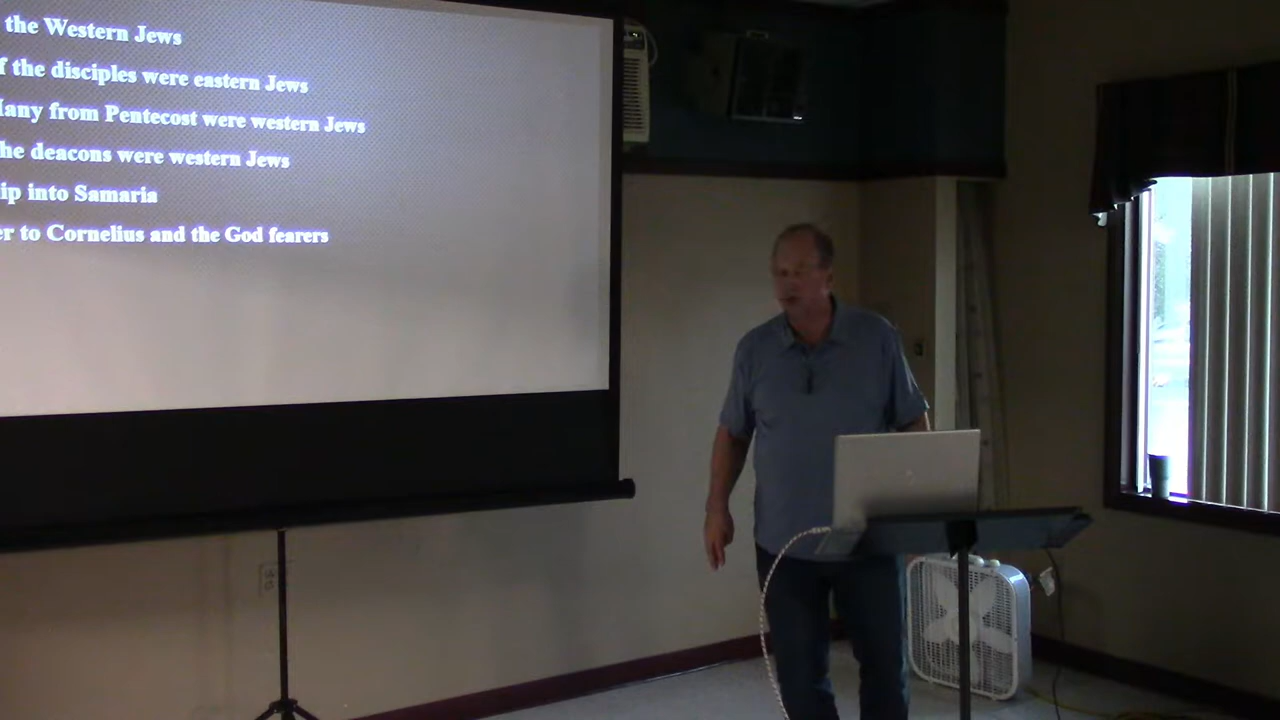 the Western Jews
f the disciples were eastern Jews
any from Pentecost were western Jews
he deacons were western Jews
ip into Samaria
er to Cornelius and the God fearers